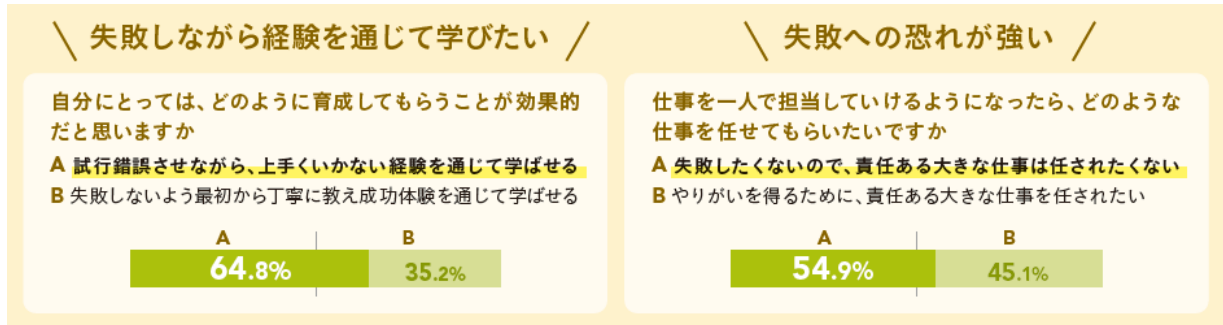 失敗しながら経験を通じて学びたい
自分にとっては、どのように育成してもらうことが効果的
だと思いますか
A 試行錯誤させながら、上手くいかない経験を通じて学ばせる
B 失敗しないよう最初から丁寧に教え成功体験を通じて学ばせる
A B
64.8% 35.2%
失敗への恐れが強い
仕事を一人で担当していけるようになったら、どのような
仕事を任せてもらいたいですか
A 失敗したくないので、責任ある大きな仕事は任されたくない
B やりがいを得るために、責任ある大きな仕事を任されたい
A B
54.9% 45.1%